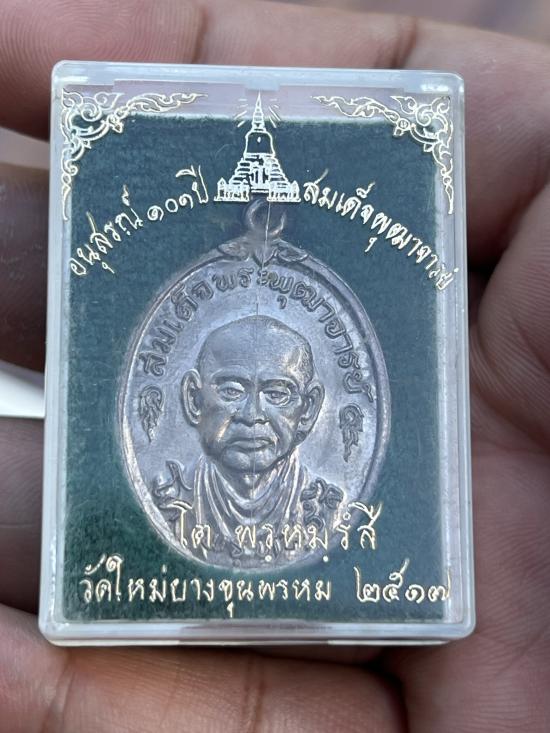 อนุสรณ์ ๑๐๑ ปี
สมเด็จพุฒาจารย์
สมเด็จพระพุฒาจารย์
โต พฺรหฺมรํสี
วัดใหม่บางขุนพรหม ๒๕๑๗